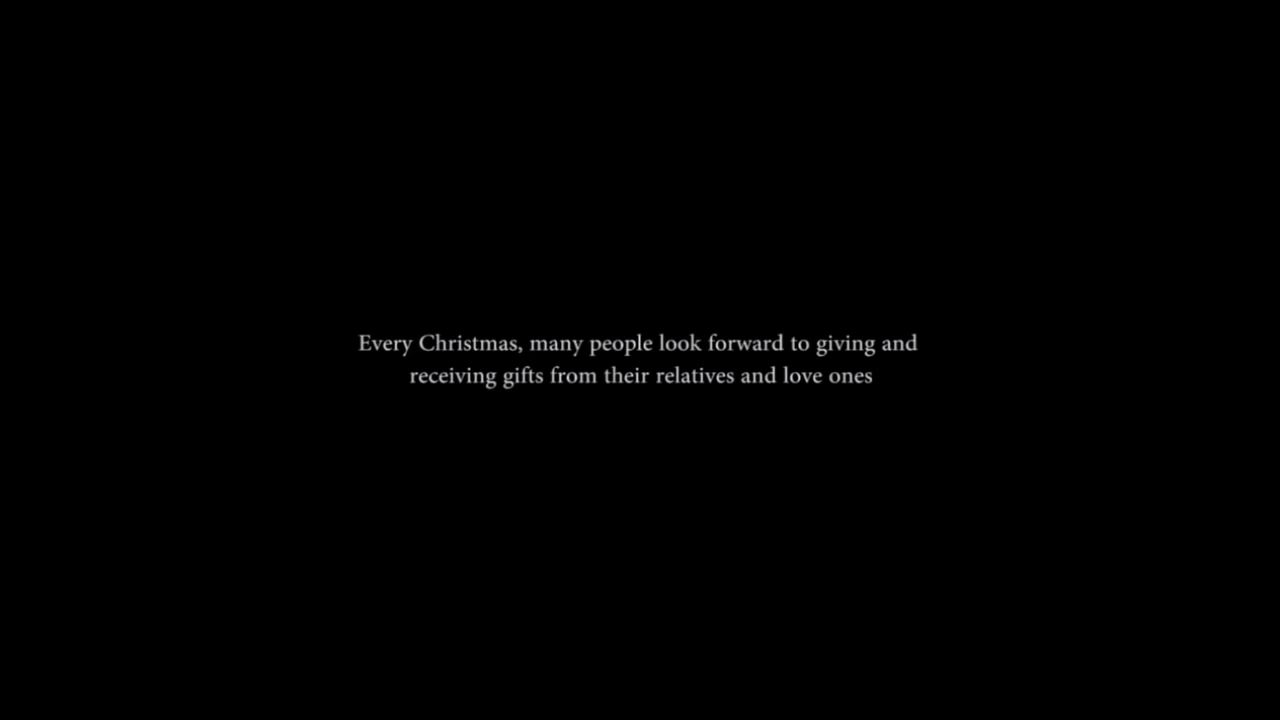 Every Christmas, many people look forward to giving and
receiving gifts from their relatives and love ones